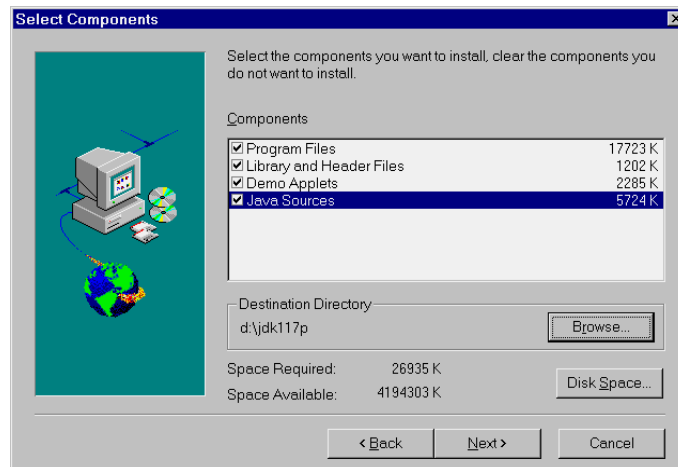 Select Components
Select the components you want to install, clear the components you
do not want to install.
Components
Program Files 17723 K
Library and Header Files 1202 K
Demo Applets 2285 K
Java Sources 5724 K
Destination Directory
d:\jdk117p
Browse...
Space Required: 26935 K
Space Available: 4194303 K
Disk Space...
< Back Next > Cancel